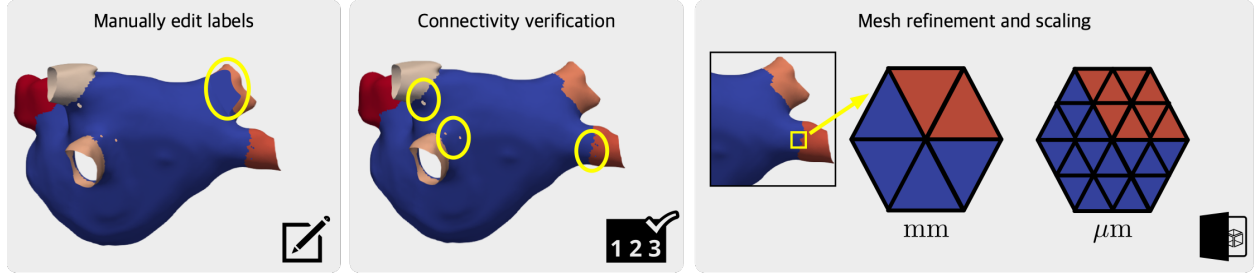 Manually edit labels
Connectivity verification
Mesh refinement and scaling
1 2 3
mm
μm